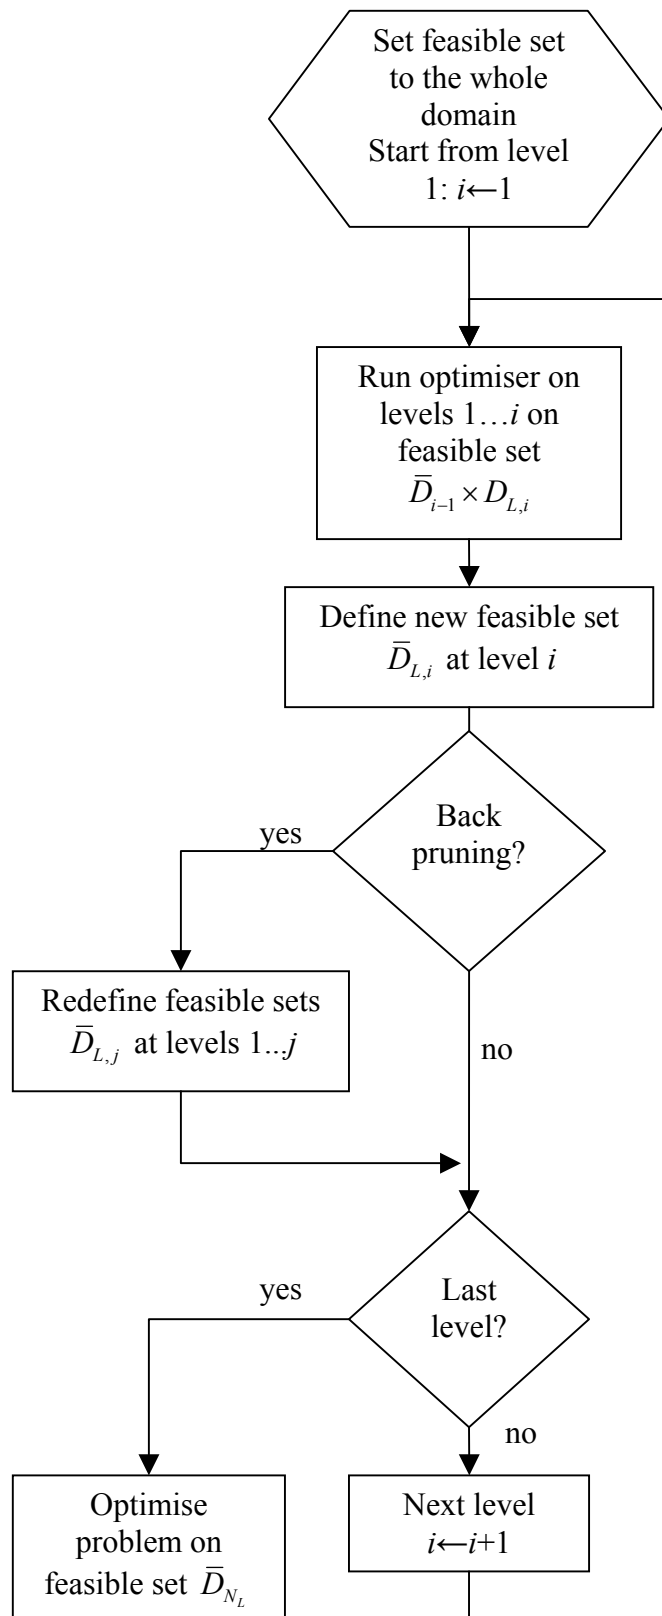 Set feasible set
to the whole
domain
Start from level
1: i←1
Run optimiser on
levels 1…i on
feasible set
D̅_{i−1} × D_{L,i}
Define new feasible set
D̅_{L,i} at level i
Back
pruning?
yes
Redefine feasible sets
D̅_{L,j} at levels 1...j
no
Last
level?
yes
no
Optimise
problem on
feasible set D̅_{N_L}
Next level
i←i+1